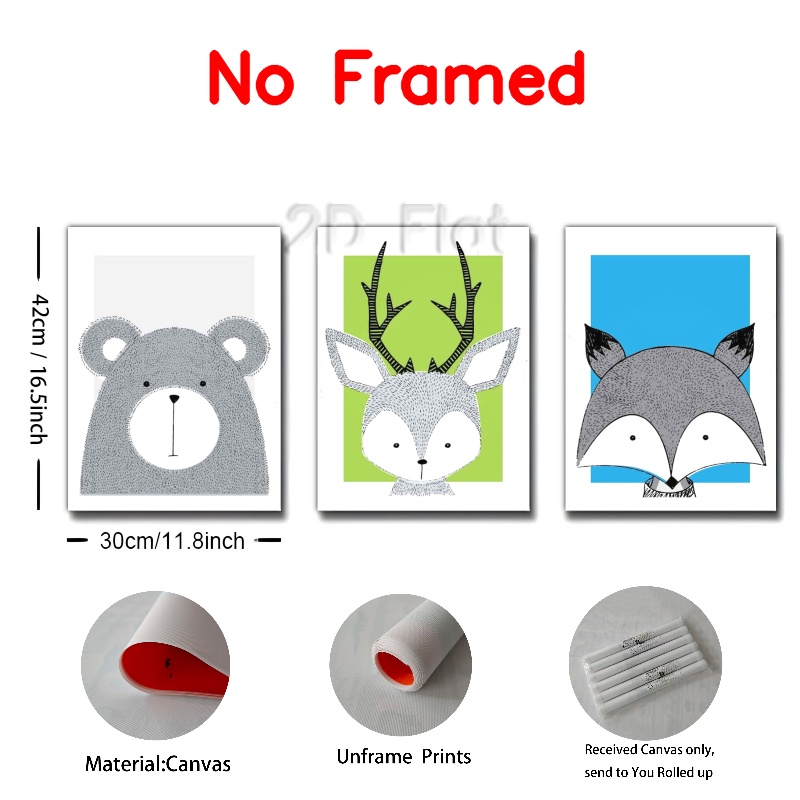 No Framed
2D Flat
42cm / 16.5inch
30cm/11.8inch
Material:Canvas
Unframe Prints
Received Canvas only,
send to You Rolled up